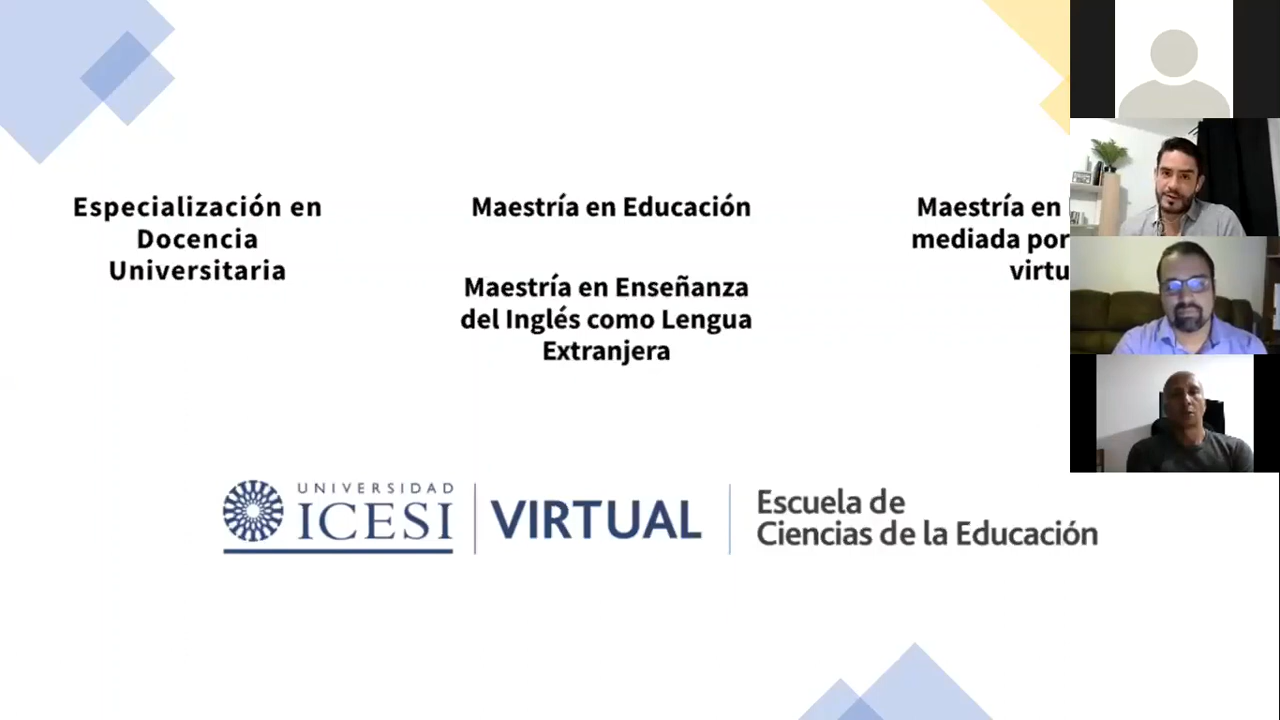 Especialización en
Docencia
Universitaria
Maestría en Educación
Maestría en Enseñanza
del Inglés como Lengua
Extranjera
Maestría en
mediada por
UNIVERSIDAD
ICESI
VIRTUAL
Escuela de
Ciencias de la Educación